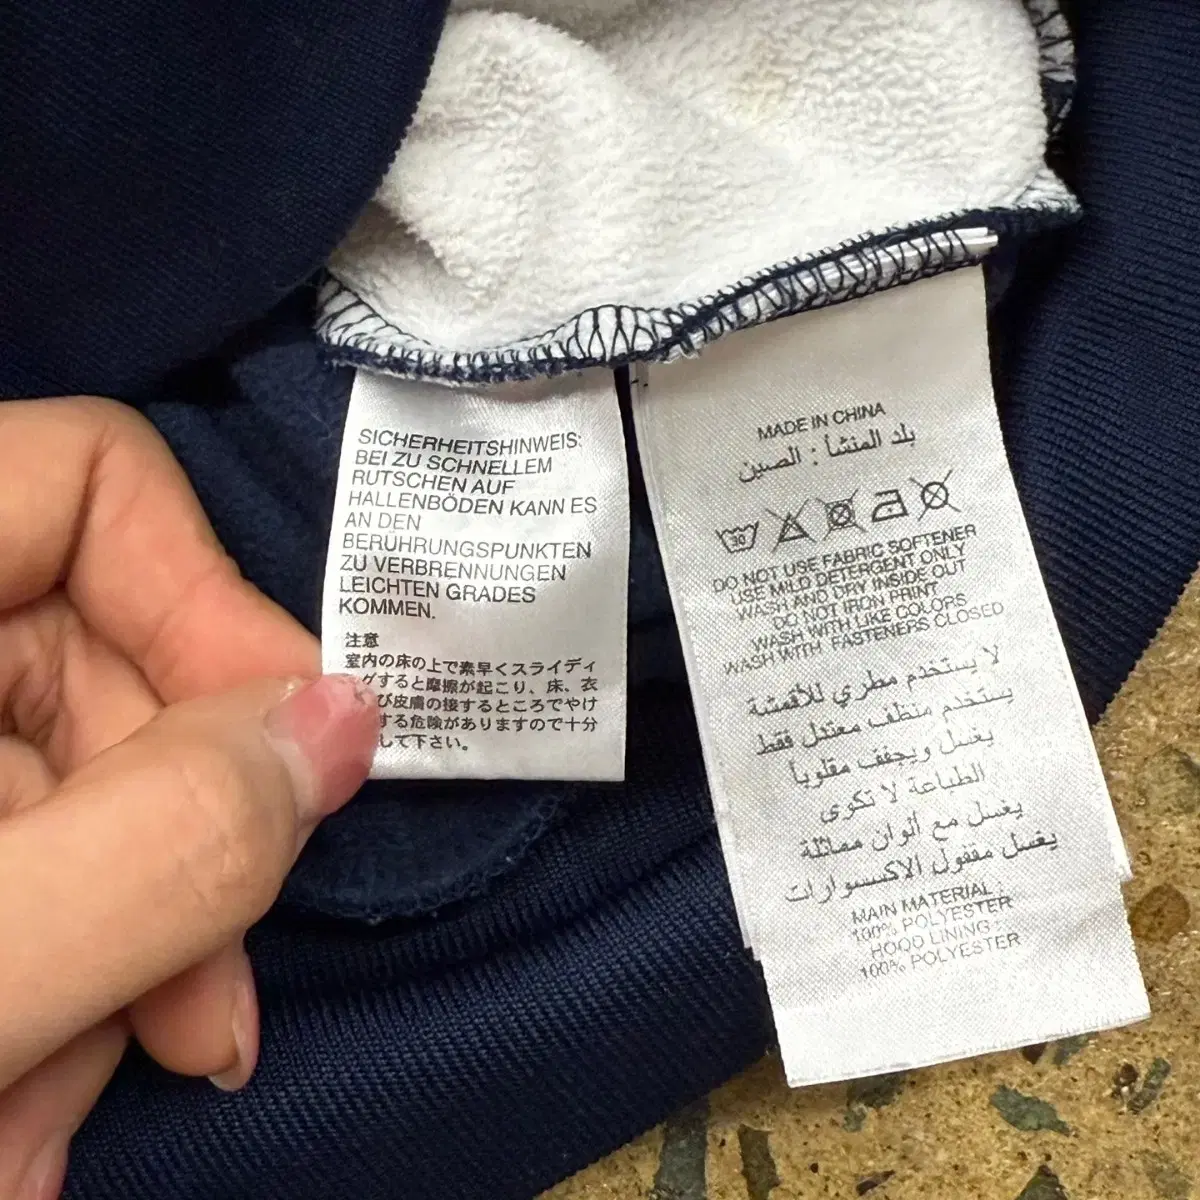 SICHERHEITSHINWEIS:
BEI ZU SCHNELLEM
RUTSCHEN AUF
HALLENBÖDEN KANN ES
AN DEN
BERÜHRUNGSPUNKTEN
ZU VERBRENNUNGEN
LEICHTEN GRADES
KOMMEN.
注意
室内の床の上で素早くスライディ
グすると摩擦が起こり、床、衣
び皮膚の接するところでやけ
する危険がありますので十分
して下さい。
MADE IN CHINA
بلد المنشأ : الصين
30
DO NOT USE FABRIC SOFTENER
USE MILD DETERGENT ONLY
WASH AND DRY INSIDE OUT
DO NOT IRON PRINT
WASH WITH LIKE COLORS
WASH WITH FASTENERS CLOSED
لا يستخدم مطري للأقمشة
يستخدم منظف معتدل فقط
يغسل ويجفف مقلوبا
الطباعة لا تكوى
يغسل مع ألوان مماثلة
يغسل مقفول الاكسسوارات
MAIN MATERIAL :
100% POLYESTER
HOOD LINING :
100% POLYESTER